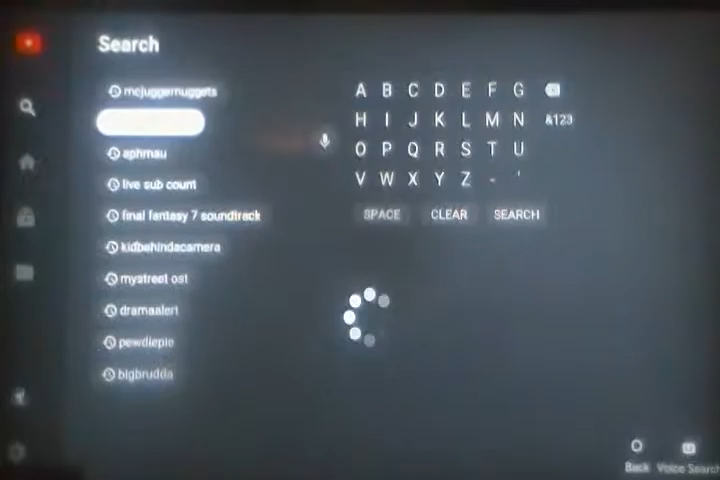 Search
mcjuggernuggets
aphmau
live sub count
final fantasy 7 soundtrack
kidbehindacamera
mystreet ost
dramaalert
pewdiepie
bigbrudda
A B C D E F G
H I J K L M N &123
O P Q R S T U
V W X Y Z - '
SPACE CLEAR SEARCH
Back Voice Search